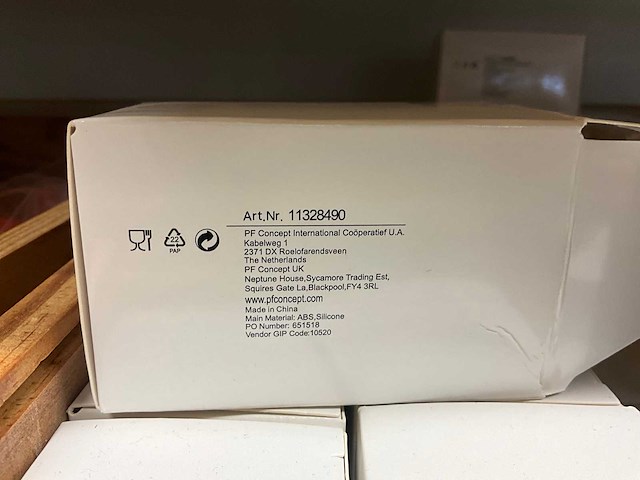 Art.Nr. 11328490
PF Concept International Coöperatief U.A.
Kabelweg 1
2371 DX Roelofarendsveen
The Netherlands
PF Concept UK
Neptune House,Sycamore Trading Est,
Squires Gate La,Blackpool,FY4 3RL
www.pfconcept.com
Made in China
Main Material: ABS,Silicone
PO Number: 651518
Vendor GIP Code:10520
22
PAP